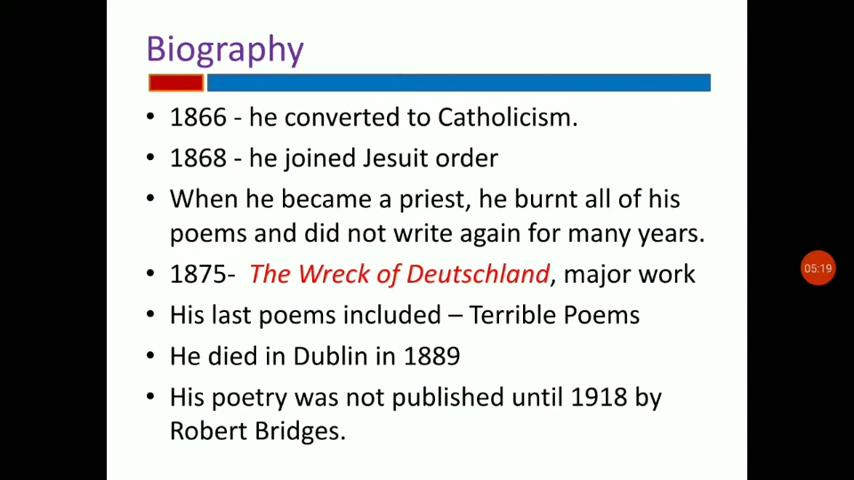 Biography
• 1866 - he converted to Catholicism.
• 1868 - he joined Jesuit order
• When he became a priest, he burnt all of his
poems and did not write again for many years.
• 1875- The Wreck of Deutschland, major work
• His last poems included – Terrible Poems
• He died in Dublin in 1889
• His poetry was not published until 1918 by
Robert Bridges.
05:19